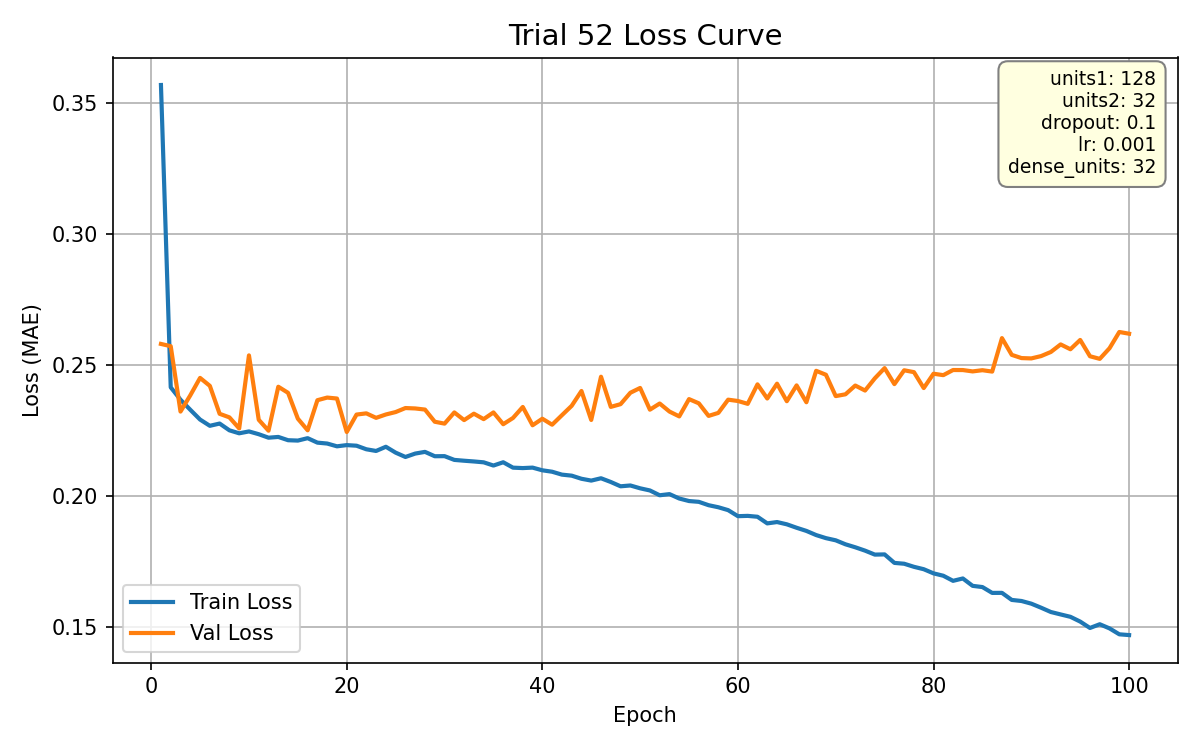 Trial 52 Loss Curve
units1: 128
units2: 32
dropout: 0.1
lr: 0.001
dense_units: 32
Loss (MAE)
0.35
0.30
0.25
0.20
0.15
Train Loss
Val Loss
0 20 40 60 80 100
Epoch